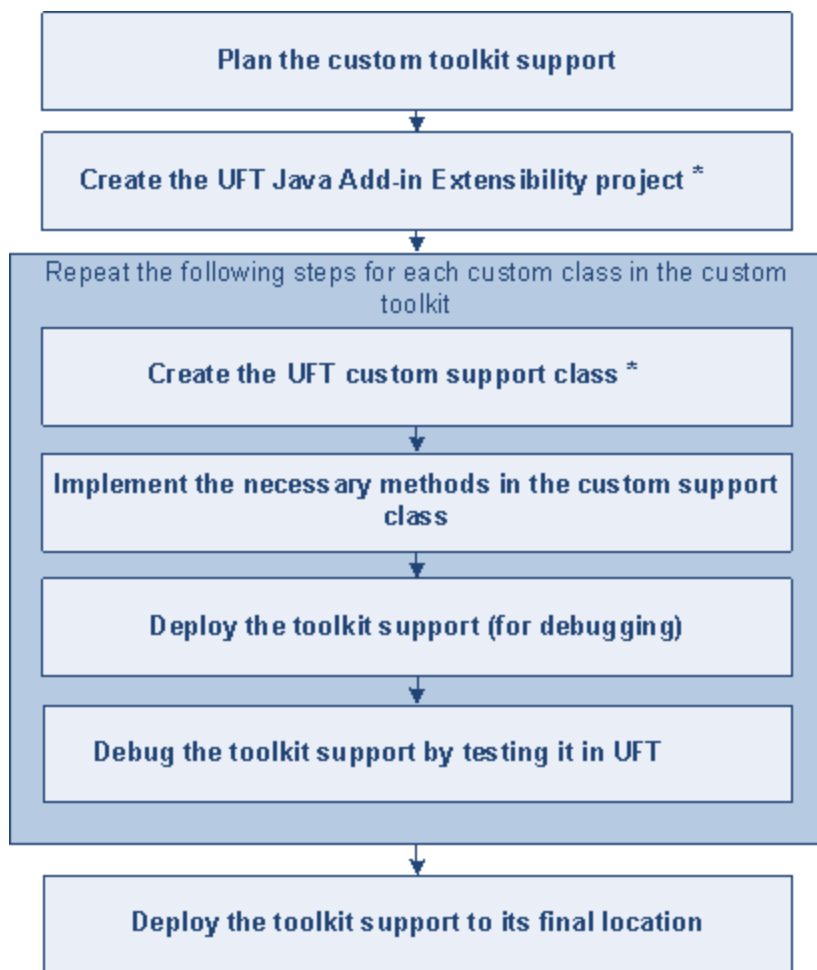 Plan the custom toolkit support
Create the UFT Java Add-in Extensibility project *
Repeat the following steps for each custom class in the custom
toolkit
Create the UFT custom support class *
Implement the necessary methods in the custom support
class
Deploy the toolkit support (for debugging)
Debug the toolkit support by testing it in UFT
Deploy the toolkit support to its final location